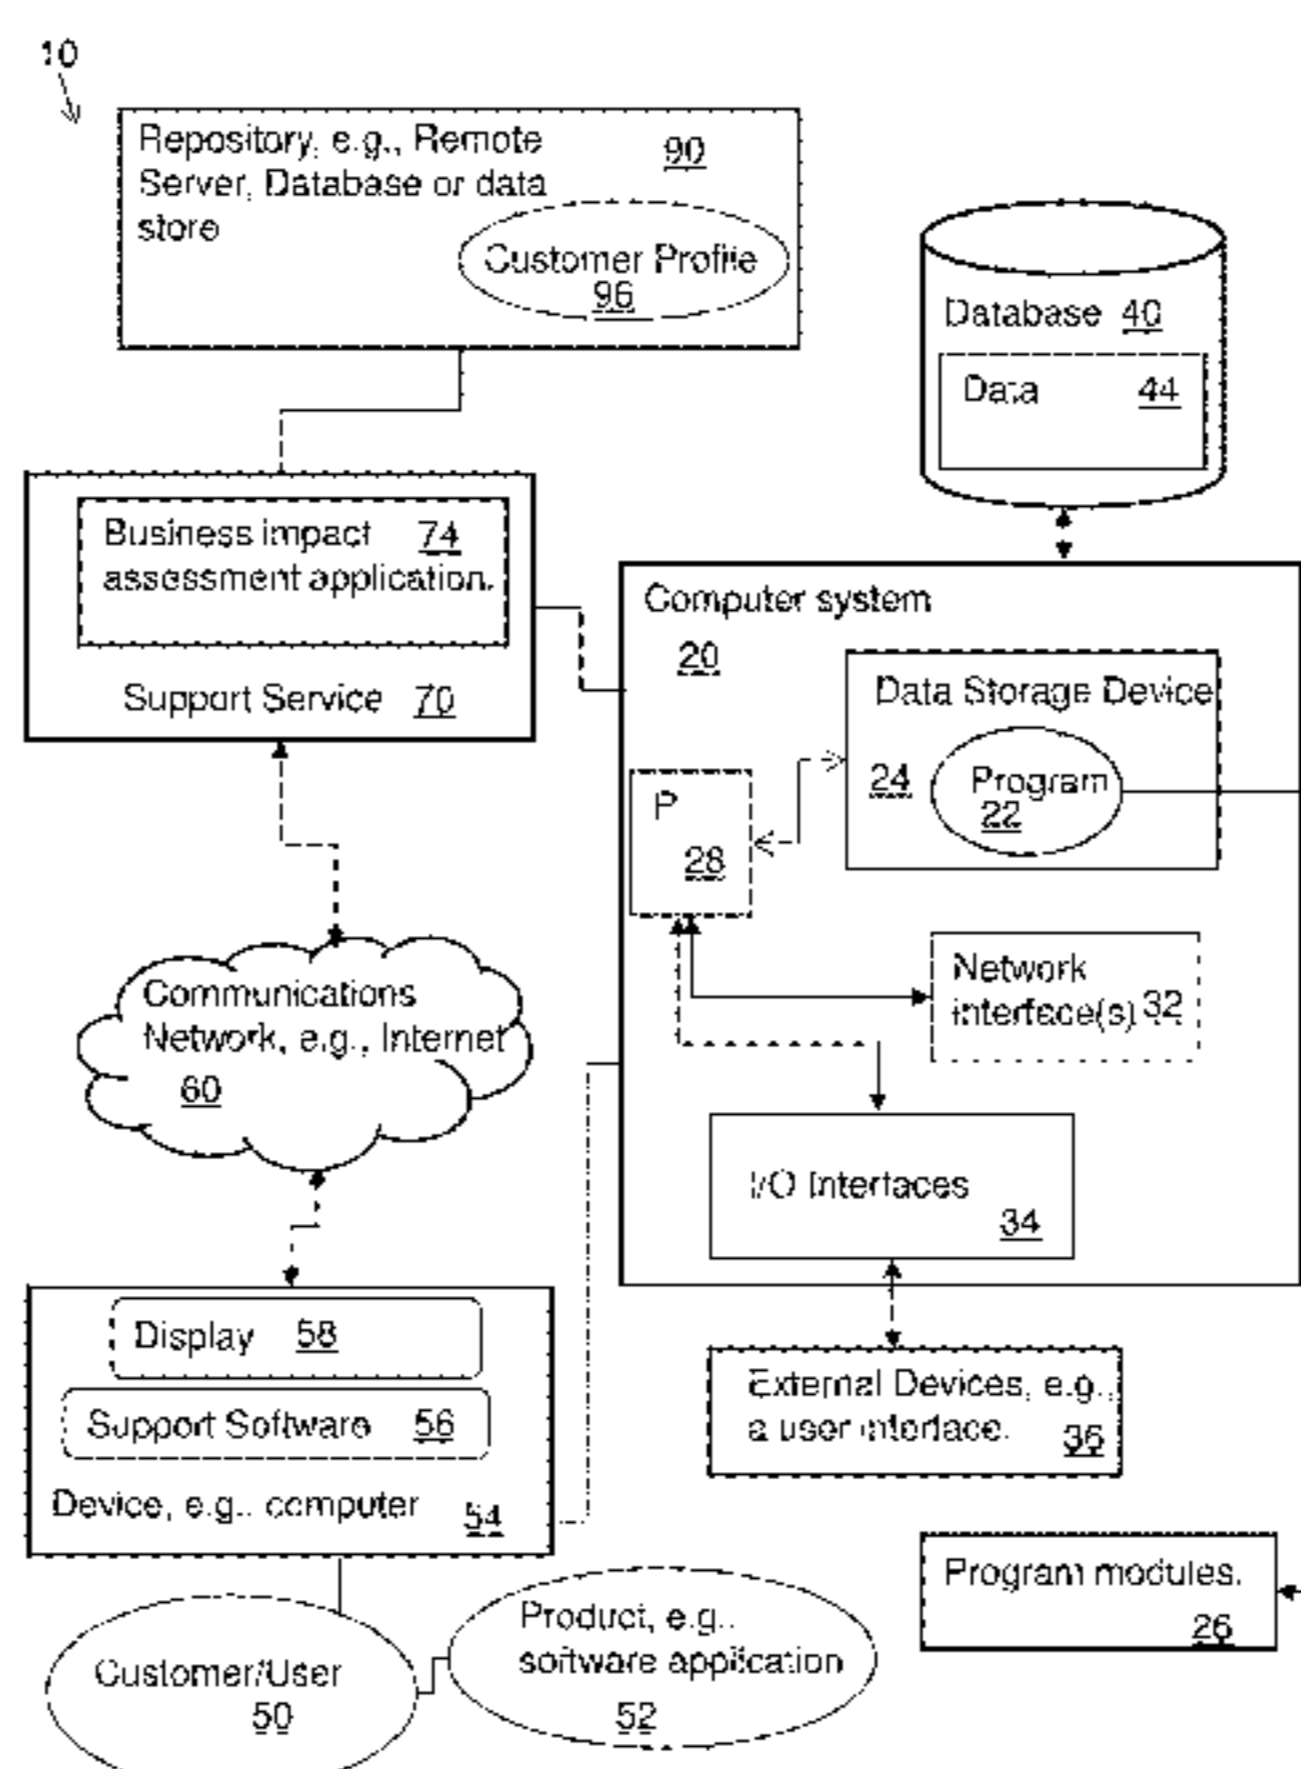 10
Repository, e.g., Remote 90
Server, Database or data
store
Customer Profile
96
Database 40
Data 44
Business impact 74
assessment application.
Support Service 70
Computer system
20
Data Storage Device
24
Program
22
P
28
Network
interface(s) 32
Communications
Network, e.g., Internet
60
I/O Interfaces
34
Display 58
Support Software 56
Device, e.g., computer 54
External Devices, e.g.,
a user interface. 36
Program modules.
26
Customer/User
50
Product, e.g.,
software application
52